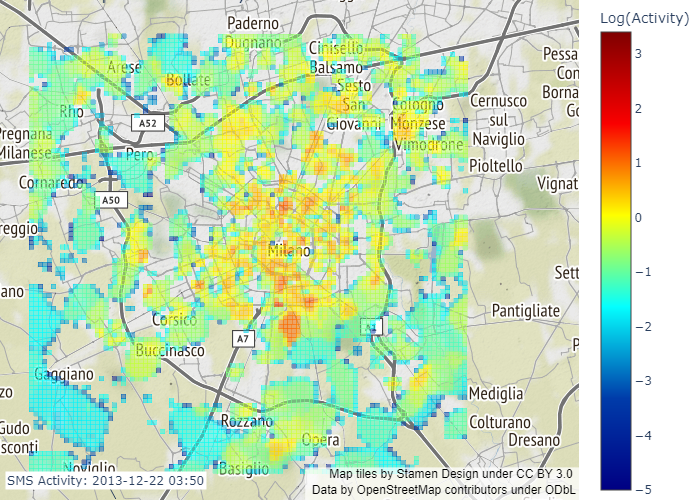 Paderno
Dugnano
Cinisello
Balsamo
Arese
Bollate
Sesto
San
Giovanni
Cologno
Monzese
Vimodrone
Cernusco
sul
Naviglio
Pioltello
Pessa
Con
Borna
Go
Rho
A52
Pregnana
Milanese
Pero
Cornaredo
A50
Vignat
reggio
Milano
Sett
ano
Pantigliate
Corsico
A7
Buccinasco
P
Gaggiano
zo
Mediglia
Gudo
sconti
Rozzano
Opera
Colturano
Dresano
Noviglio
Basiglio
SMS Activity: 2013-12-22 03:50
Map tiles by Stamen Design under CC BY 3.0
Data by OpenStreetMap contributors under ODbL
Log(Activity)
3
2
1
0
−1
−2
−3
−4
−5